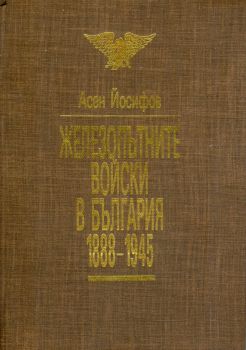 Асен Йосифов
ЖЕЛЕЗОПЪТНИТЕ
ВОЙСКИ
В БЪЛГАРИЯ
1888-1945